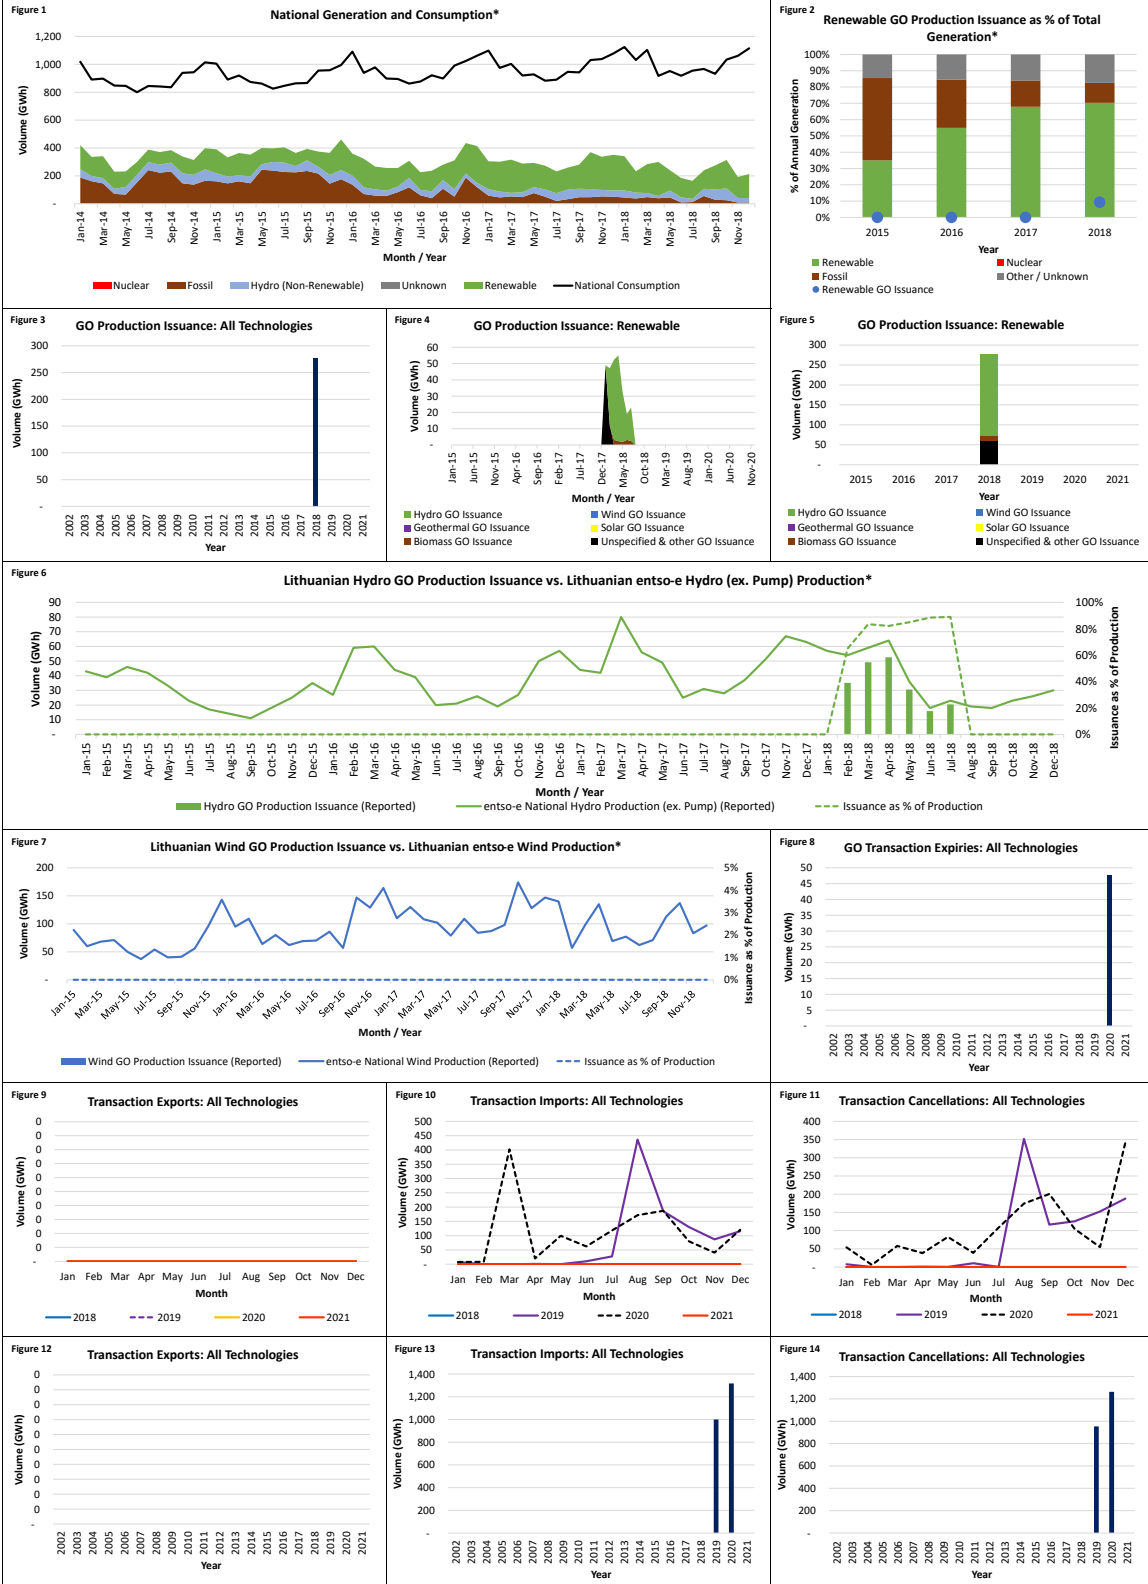 Figure 1
National Generation and Consumption*
Volume (GWh)
1,200
1,000
800
600
400
200
-
Jan-14
Mar-14
May-14
Jul-14
Sep-14
Nov-14
Jan-15
Mar-15
May-15
Jul-15
Sep-15
Nov-15
Jan-16
Mar-16
May-16
Jul-16
Sep-16
Nov-16
Jan-17
Mar-17
May-17
Jul-17
Sep-17
Nov-17
Jan-18
Mar-18
May-18
Jul-18
Sep-18
Nov-18
Month / Year
Nuclear Fossil Hydro (Non-Renewable) Unknown Renewable National Consumption
Figure 2
Renewable GO Production Issuance as % of Total
Generation*
% of Annual Generation
100%
90%
80%
70%
60%
50%
40%
30%
20%
10%
0%
2015 2016 2017 2018
Year
Renewable Nuclear
Fossil Other / Unknown
Renewable GO Issuance
Figure 3
GO Production Issuance: All Technologies
Volume (GWh)
300
250
200
150
100
50
-
2002 2003 2004 2005 2006 2007 2008 2009 2010 2011 2012 2013 2014 2015 2016 2017 2018 2019 2020 2021
Year
Figure 4
GO Production Issuance: Renewable
Volume (GWh)
60
50
40
30
20
10
-
Jan-15
Jun-15
Nov-15
Apr-16
Sep-16
Feb-17
Jul-17
Dec-17
May-18
Oct-18
Mar-19
Aug-19
Jan-20
Jun-20
Nov-20
Month / Year
Hydro GO Issuance Wind GO Issuance
Geothermal GO Issuance Solar GO Issuance
Biomass GO Issuance Unspecified & other GO Issuance
Figure 5
GO Production Issuance: Renewable
Volume (GWh)
300
250
200
150
100
50
-
2015 2016 2017 2018 2019 2020 2021
Year
Hydro GO Issuance Wind GO Issuance
Geothermal GO Issuance Solar GO Issuance
Biomass GO Issuance Unspecified & other GO Issuance
Figure 6
Lithuanian Hydro GO Production Issuance vs. Lithuanian entso-e Hydro (ex. Pump) Production*
Volume (GWh)
90
80
70
60
50
40
30
20
10
-
100%
80%
60%
40%
20%
0%
Issuance as % of Production
Jan-15
Feb-15
Mar-15
Apr-15
May-15
Jun-15
Jul-15
Aug-15
Sep-15
Oct-15
Nov-15
Dec-15
Jan-16
Feb-16
Mar-16
Apr-16
May-16
Jun-16
Jul-16
Aug-16
Sep-16
Oct-16
Nov-16
Dec-16
Jan-17
Feb-17
Mar-17
Apr-17
May-17
Jun-17
Jul-17
Aug-17
Sep-17
Oct-17
Nov-17
Dec-17
Jan-18
Feb-18
Mar-18
Apr-18
May-18
Jun-18
Jul-18
Aug-18
Sep-18
Oct-18
Nov-18
Dec-18
Month / Year
Hydro GO Production Issuance (Reported) entso-e National Hydro Production (ex. Pump) (Reported) Issuance as % of Production
Figure 7
Lithuanian Wind GO Production Issuance vs. Lithuanian entso-e Wind Production*
Volume (GWh)
200
150
100
50
-
5%
4%
3%
2%
1%
0%
Issuance as % of Production
Jan-15
Mar-15
May-15
Jul-15
Sep-15
Nov-15
Jan-16
Mar-16
May-16
Jul-16
Sep-16
Nov-16
Jan-17
Mar-17
May-17
Jul-17
Sep-17
Nov-17
Jan-18
Mar-18
May-18
Jul-18
Sep-18
Nov-18
Month / Year
Wind GO Production Issuance (Reported) entso-e National Wind Production (Reported) Issuance as % of Production
Figure 8
GO Transaction Expiries: All Technologies
Volume (GWh)
50
45
40
35
30
25
20
15
10
5
-
2002 2003 2004 2005 2006 2007 2008 2009 2010 2011 2012 2013 2014 2015 2016 2017 2018 2019 2020 2021
Year
Figure 9
Transaction Exports: All Technologies
Volume (GWh)
0
0
0
0
0
0
0
0
0
0
-
Jan Feb Mar Apr May Jun Jul Aug Sep Oct Nov Dec
Month
2018 2019 2020 2021
Figure 10
Transaction Imports: All Technologies
Volume (GWh)
500
450
400
350
300
250
200
150
100
50
-
Jan Feb Mar Apr May Jun Jul Aug Sep Oct Nov Dec
Month
2018 2019 2020 2021
Figure 11
Transaction Cancellations: All Technologies
Volume (GWh)
400
350
300
250
200
150
100
50
-
Jan Feb Mar Apr May Jun Jul Aug Sep Oct Nov Dec
Month
2018 2019 2020 2021
Figure 12
Transaction Exports: All Technologies
Volume (GWh)
0
0
0
0
0
0
0
0
0
0
-
2002 2003 2004 2005 2006 2007 2008 2009 2010 2011 2012 2013 2014 2015 2016 2017 2018 2019 2020 2021
Year
Figure 13
Transaction Imports: All Technologies
Volume (GWh)
1,400
1,200
1,000
800
600
400
200
-
2002 2003 2004 2005 2006 2007 2008 2009 2010 2011 2012 2013 2014 2015 2016 2017 2018 2019 2020 2021
Year
Figure 14
Transaction Cancellations: All Technologies
Volume (GWh)
1,400
1,200
1,000
800
600
400
200
-
2002 2003 2004 2005 2006 2007 2008 2009 2010 2011 2012 2013 2014 2015 2016 2017 2018 2019 2020 2021
Year